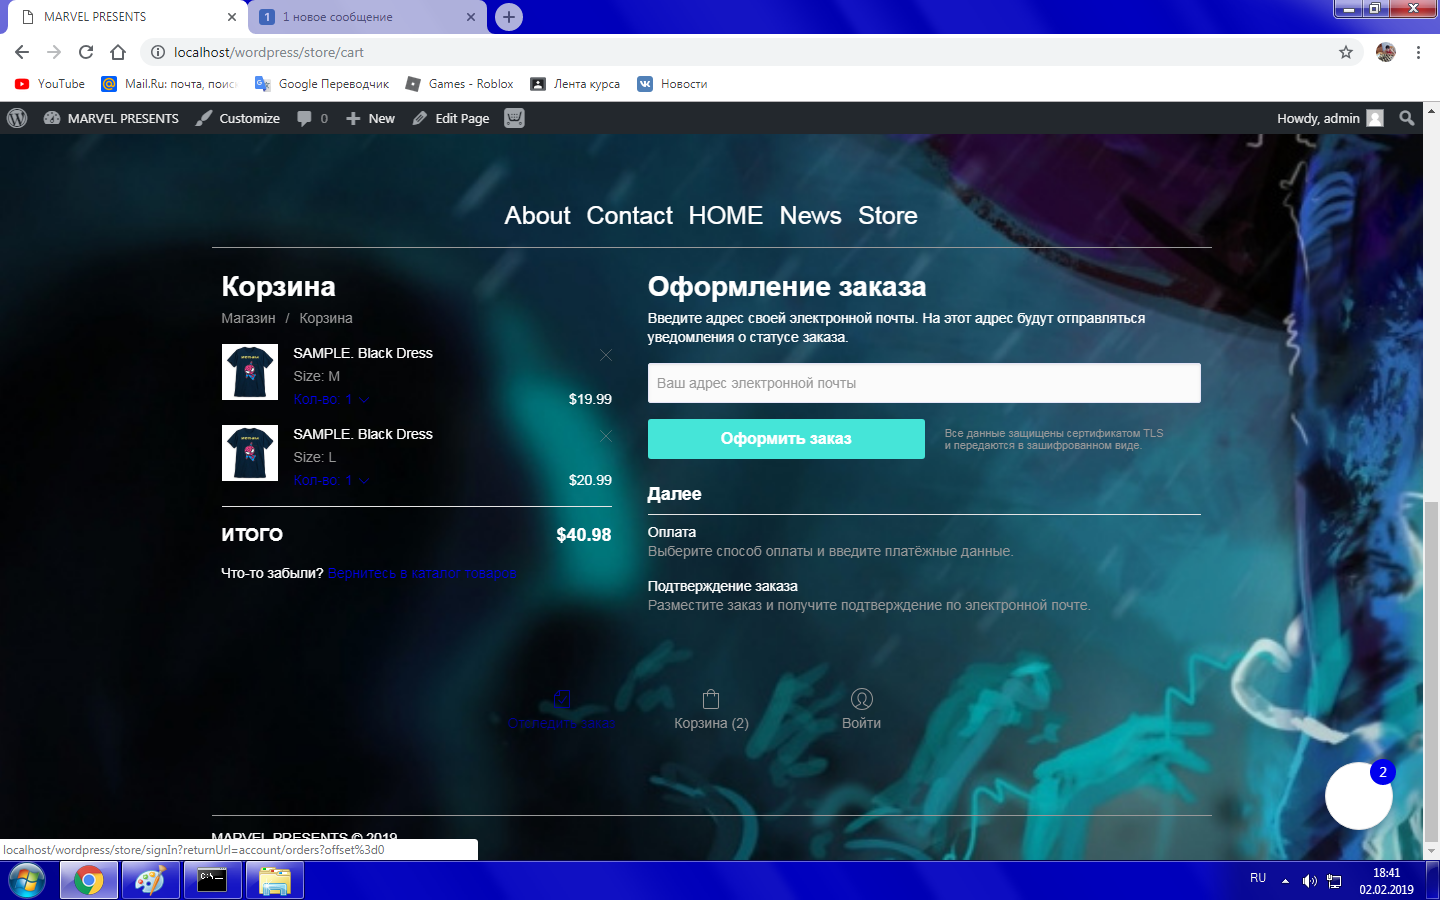 MARVEL PRESENTS
1 новое сообщение
localhost/wordpress/store/cart
YouTube
Mail.Ru: почта, поис
Google Переводчик
Games - Roblox
Лента курса
Новости
MARVEL PRESENTS
Customize
0
New
Edit Page
Howdy, admin
About Contact HOME News Store
Корзина
Магазин / Корзина
SAMPLE. Black Dress
Size: M
Кол-во: 1
$19.99
SAMPLE. Black Dress
Size: L
Кол-во: 1
$20.99
ИТОГО
$40.98
Что-то забыли? Вернитесь в каталог товаров
Оформление заказа
Введите адрес своей электронной почты. На этот адрес будут отправляться
уведомления о статусе заказа.
Ваш адрес электронной почты
Оформить заказ
Все данные защищены сертификатом TLS
и передаются в зашифрованном виде.
Далее
Оплата
Выберите способ оплаты и введите платёжные данные.
Подтверждение заказа
Разместите заказ и получите подтверждение по электронной почте.
Отследить заказ
Корзина (2)
Войти
2
MARVEL PRESENTS © 2019
localhost/wordpress/store/signIn?returnUrl=account/orders?offset%3d0
RU
18:41
02.02.2019